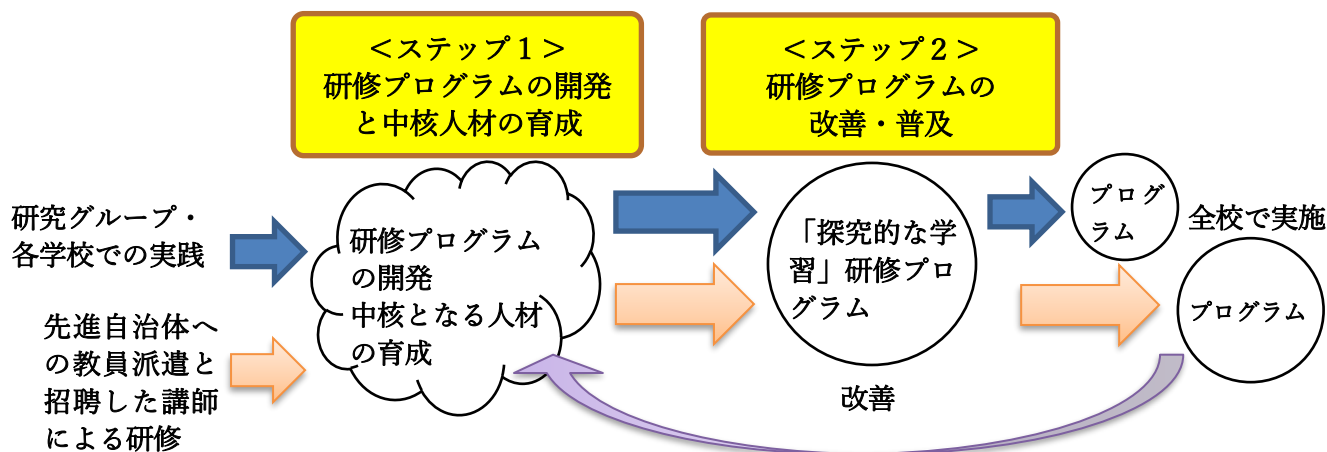 ＜ステップ１＞
研修プログラムの開発
と中核人材の育成
＜ステップ２＞
研修プログラムの
改善・普及
研究グループ・
各学校での実践
先進自治体へ
の教員派遣と
招聘した講師
による研修
研修プログラム
の開発
中核となる人材
の育成
「探究的な学
習」研修プロ
グラム
改善
プログ
ラム
全校で実施
プログラム